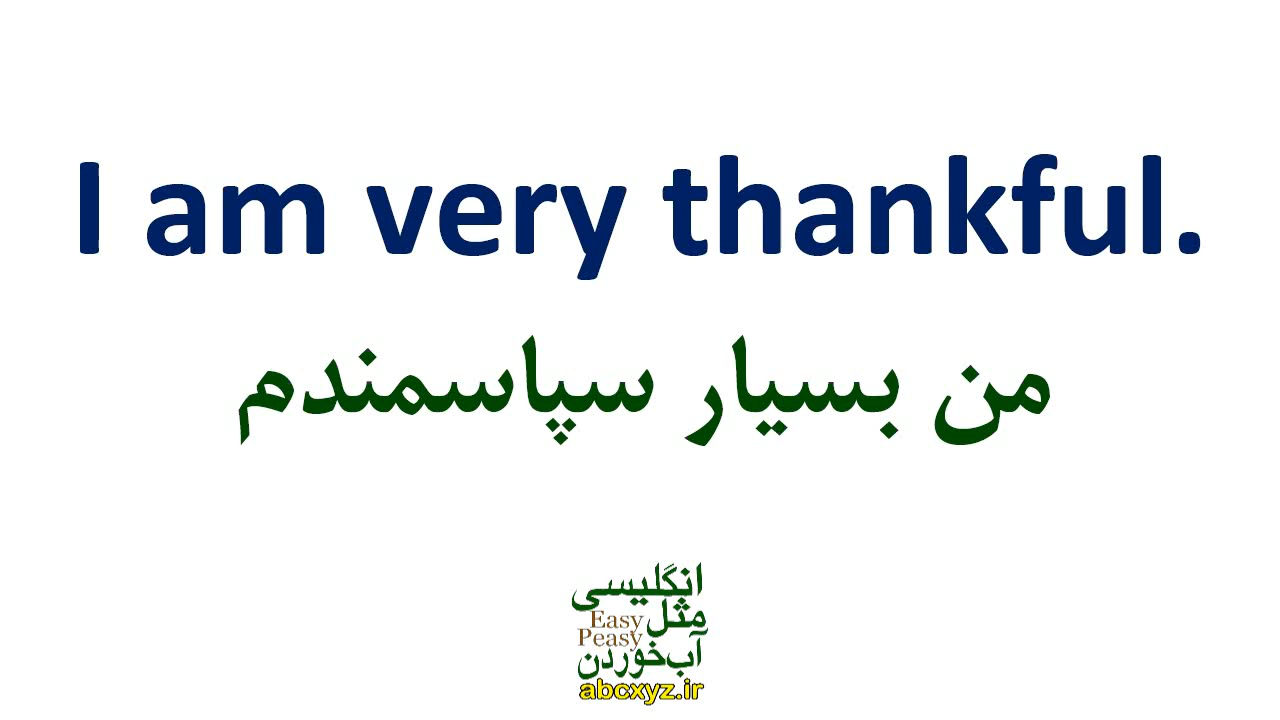 I am very thankful.
من بسیار سپاسمندم
انگلیسی
مثل
Easy
Peasy
آب‌خوردن
abcxyz.ir